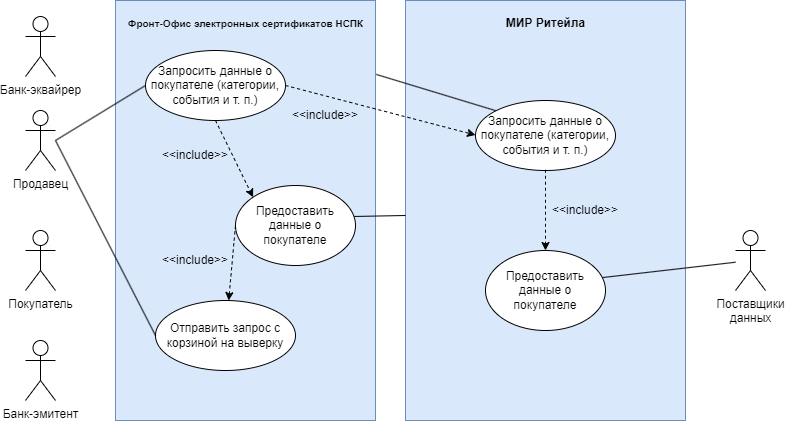 Фронт-Офис электронных сертификатов НСПК
МИР Ритейла
Банк-эквайрер
Продавец
Покупатель
Банк-эмитент
Запросить данные о
покупателе (категории,
события и т. п.)
<<include>>
<<include>>
Предоставить
данные о
покупателе
<<include>>
Отправить запрос с
корзиной на выверку
Запросить данные о
покупателе (категории,
события и т. п.)
<<include>>
Предоставить
данные о
покупателе
Поставщики
данных